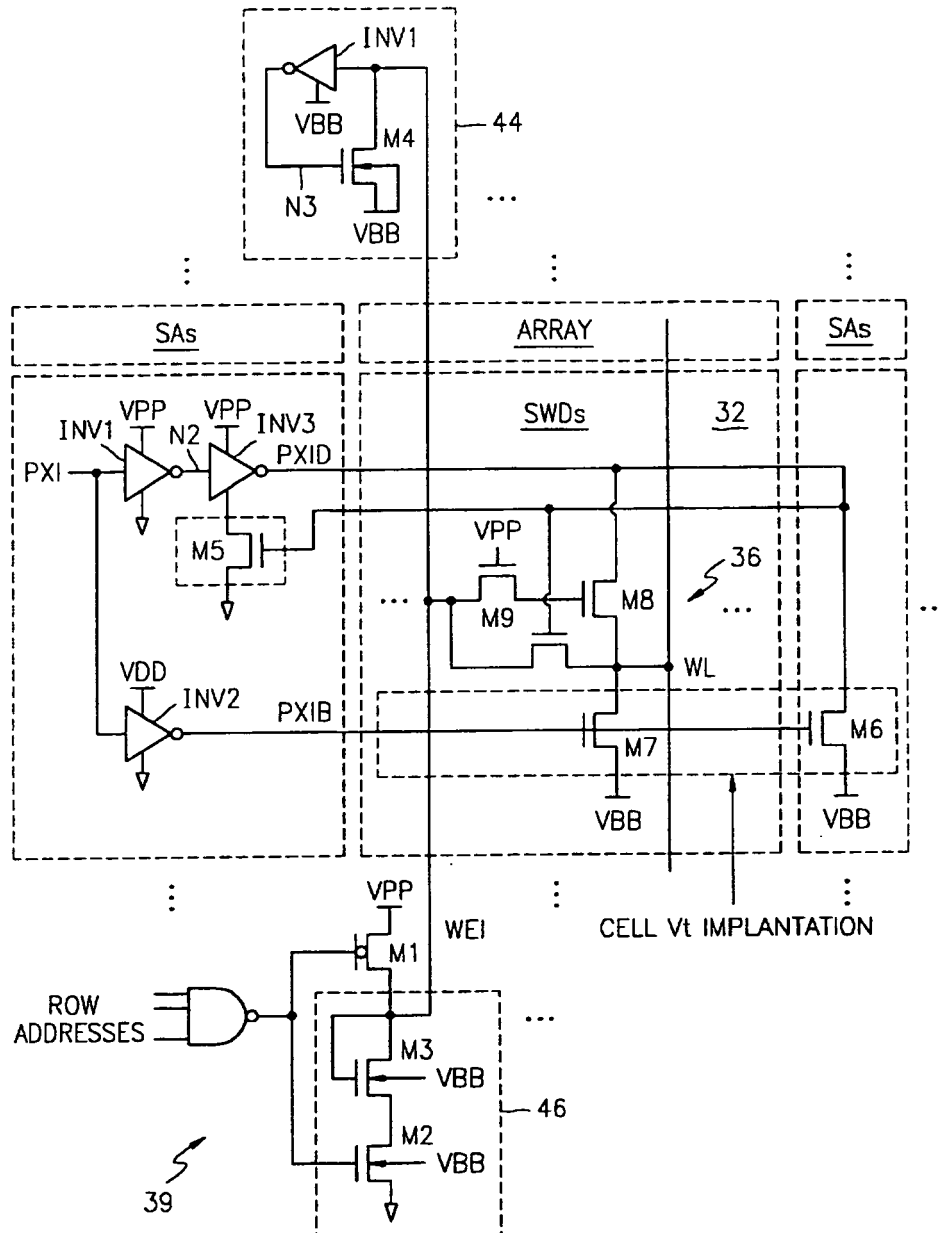 INV1
VBB
M4
44
N3
VBB
...
SAs
ARRAY
SAs
SWDs
32
VPP
VPP
INV1
N2
INV3
PXI
PXID
M5
VPP
36
...
M8
...
M9
...
WL
VDD
INV2
PXIB
M7
M6
VBB
VBB
VPP
WEI
CELL Vt IMPLANTATION
M1
ROW
ADDRESSES
...
M3
VBB
46
M2
VBB
39